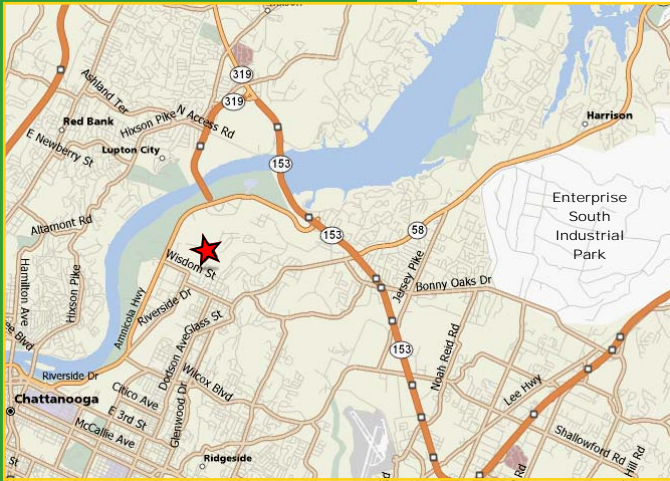 319
319
Ashland Ter
Red Bank
Hixson Pike
N Access Rd
E Newberry St
Lupton City
Harrison
153
Enterprise
South
Industrial
Park
Altamont Rd
58
153
Wisdom St
Hamilton Ave
Hixson Pike
Amnicola Hwy
Riverside Dr
Jersey Pike
Bonny Oaks Dr
Glass St
Dodson Ave
153
Noah Reid Rd
Riverside Dr
Citico Ave
Wilcox Blvd
Lee Hwy
Chattanooga
E 3rd St
Glenwood Dr
McCallie Ave
Shallowford Rd
Ridgeside
St
Rd
Hill Rd